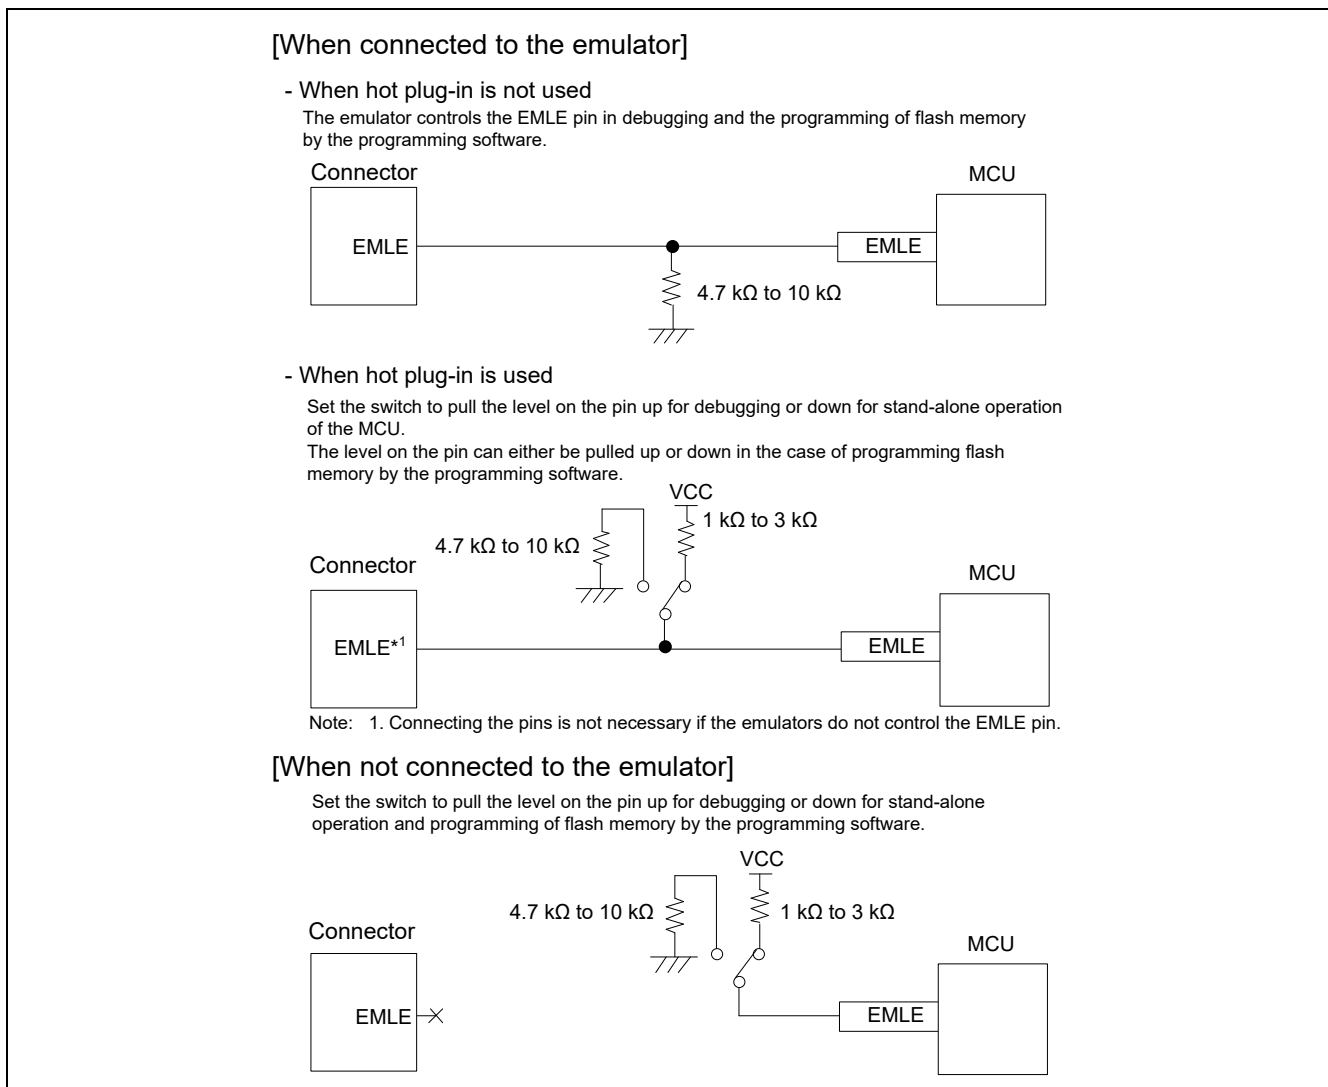 [When connected to the emulator]
- When hot plug-in is not used
The emulator controls the EMLE pin in debugging and the programming of flash memory
by the programming software.
Connector
MCU
EMLE
EMLE
4.7 kΩ to 10 kΩ
- When hot plug-in is used
Set the switch to pull the level on the pin up for debugging or down for stand-alone operation
of the MCU.
The level on the pin can either be pulled up or down in the case of programming flash
memory by the programming software.
VCC
1 kΩ to 3 kΩ
4.7 kΩ to 10 kΩ
Connector
MCU
EMLE*1
EMLE
Note: 1. Connecting the pins is not necessary if the emulators do not control the EMLE pin.
[When not connected to the emulator]
Set the switch to pull the level on the pin up for debugging or down for stand-alone
operation and programming of flash memory by the programming software.
VCC
4.7 kΩ to 10 kΩ
1 kΩ to 3 kΩ
Connector
MCU
EMLE
EMLE